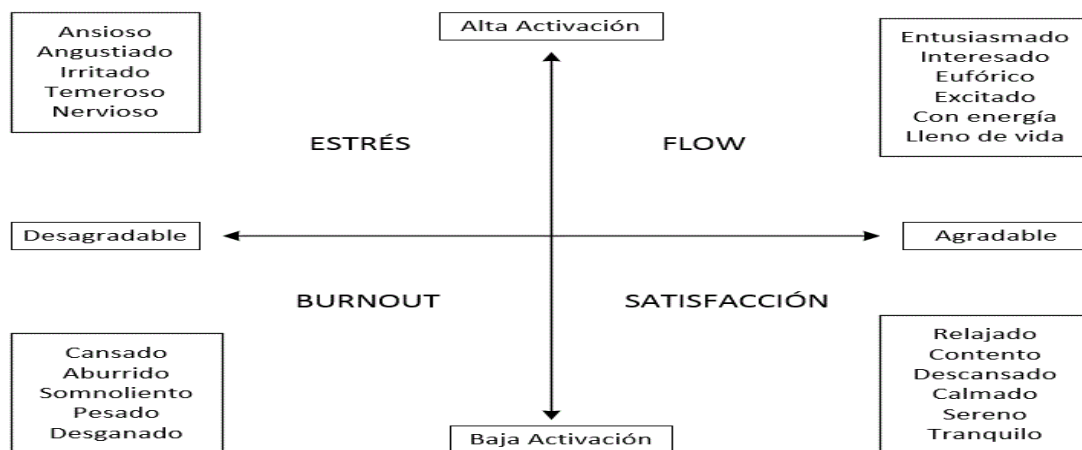 Ansioso
Angustiado
Irritado
Temeroso
Nervioso
Alta Activación
Entusiasmado
Interesado
Eufórico
Excitado
Con energía
Lleno de vida
ESTRÉS
FLOW
Desagradable
Agradable
BURNOUT
SATISFACCIÓN
Cansado
Aburrido
Somnoliento
Pesado
Desganado
Baja Activación
Relajado
Contento
Descansado
Calmado
Sereno
Tranquilo